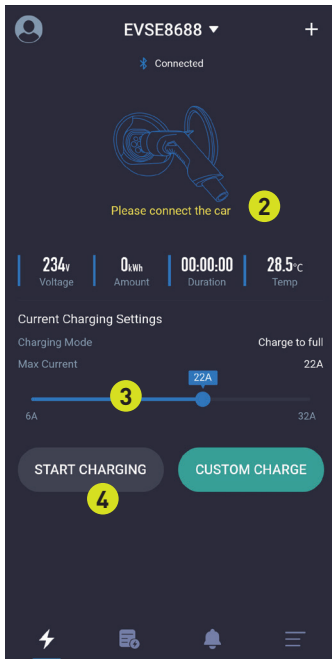 EVSE8688 ▼ +
Connected
Please connect the car 2
234V 0kWh 00:00:00 28.5°C
Voltage Amount Duration Temp
Current Charging Settings
Charging Mode Charge to full
Max Current 22A
22A
3
6A 32A
START CHARGING CUSTOM CHARGE
4